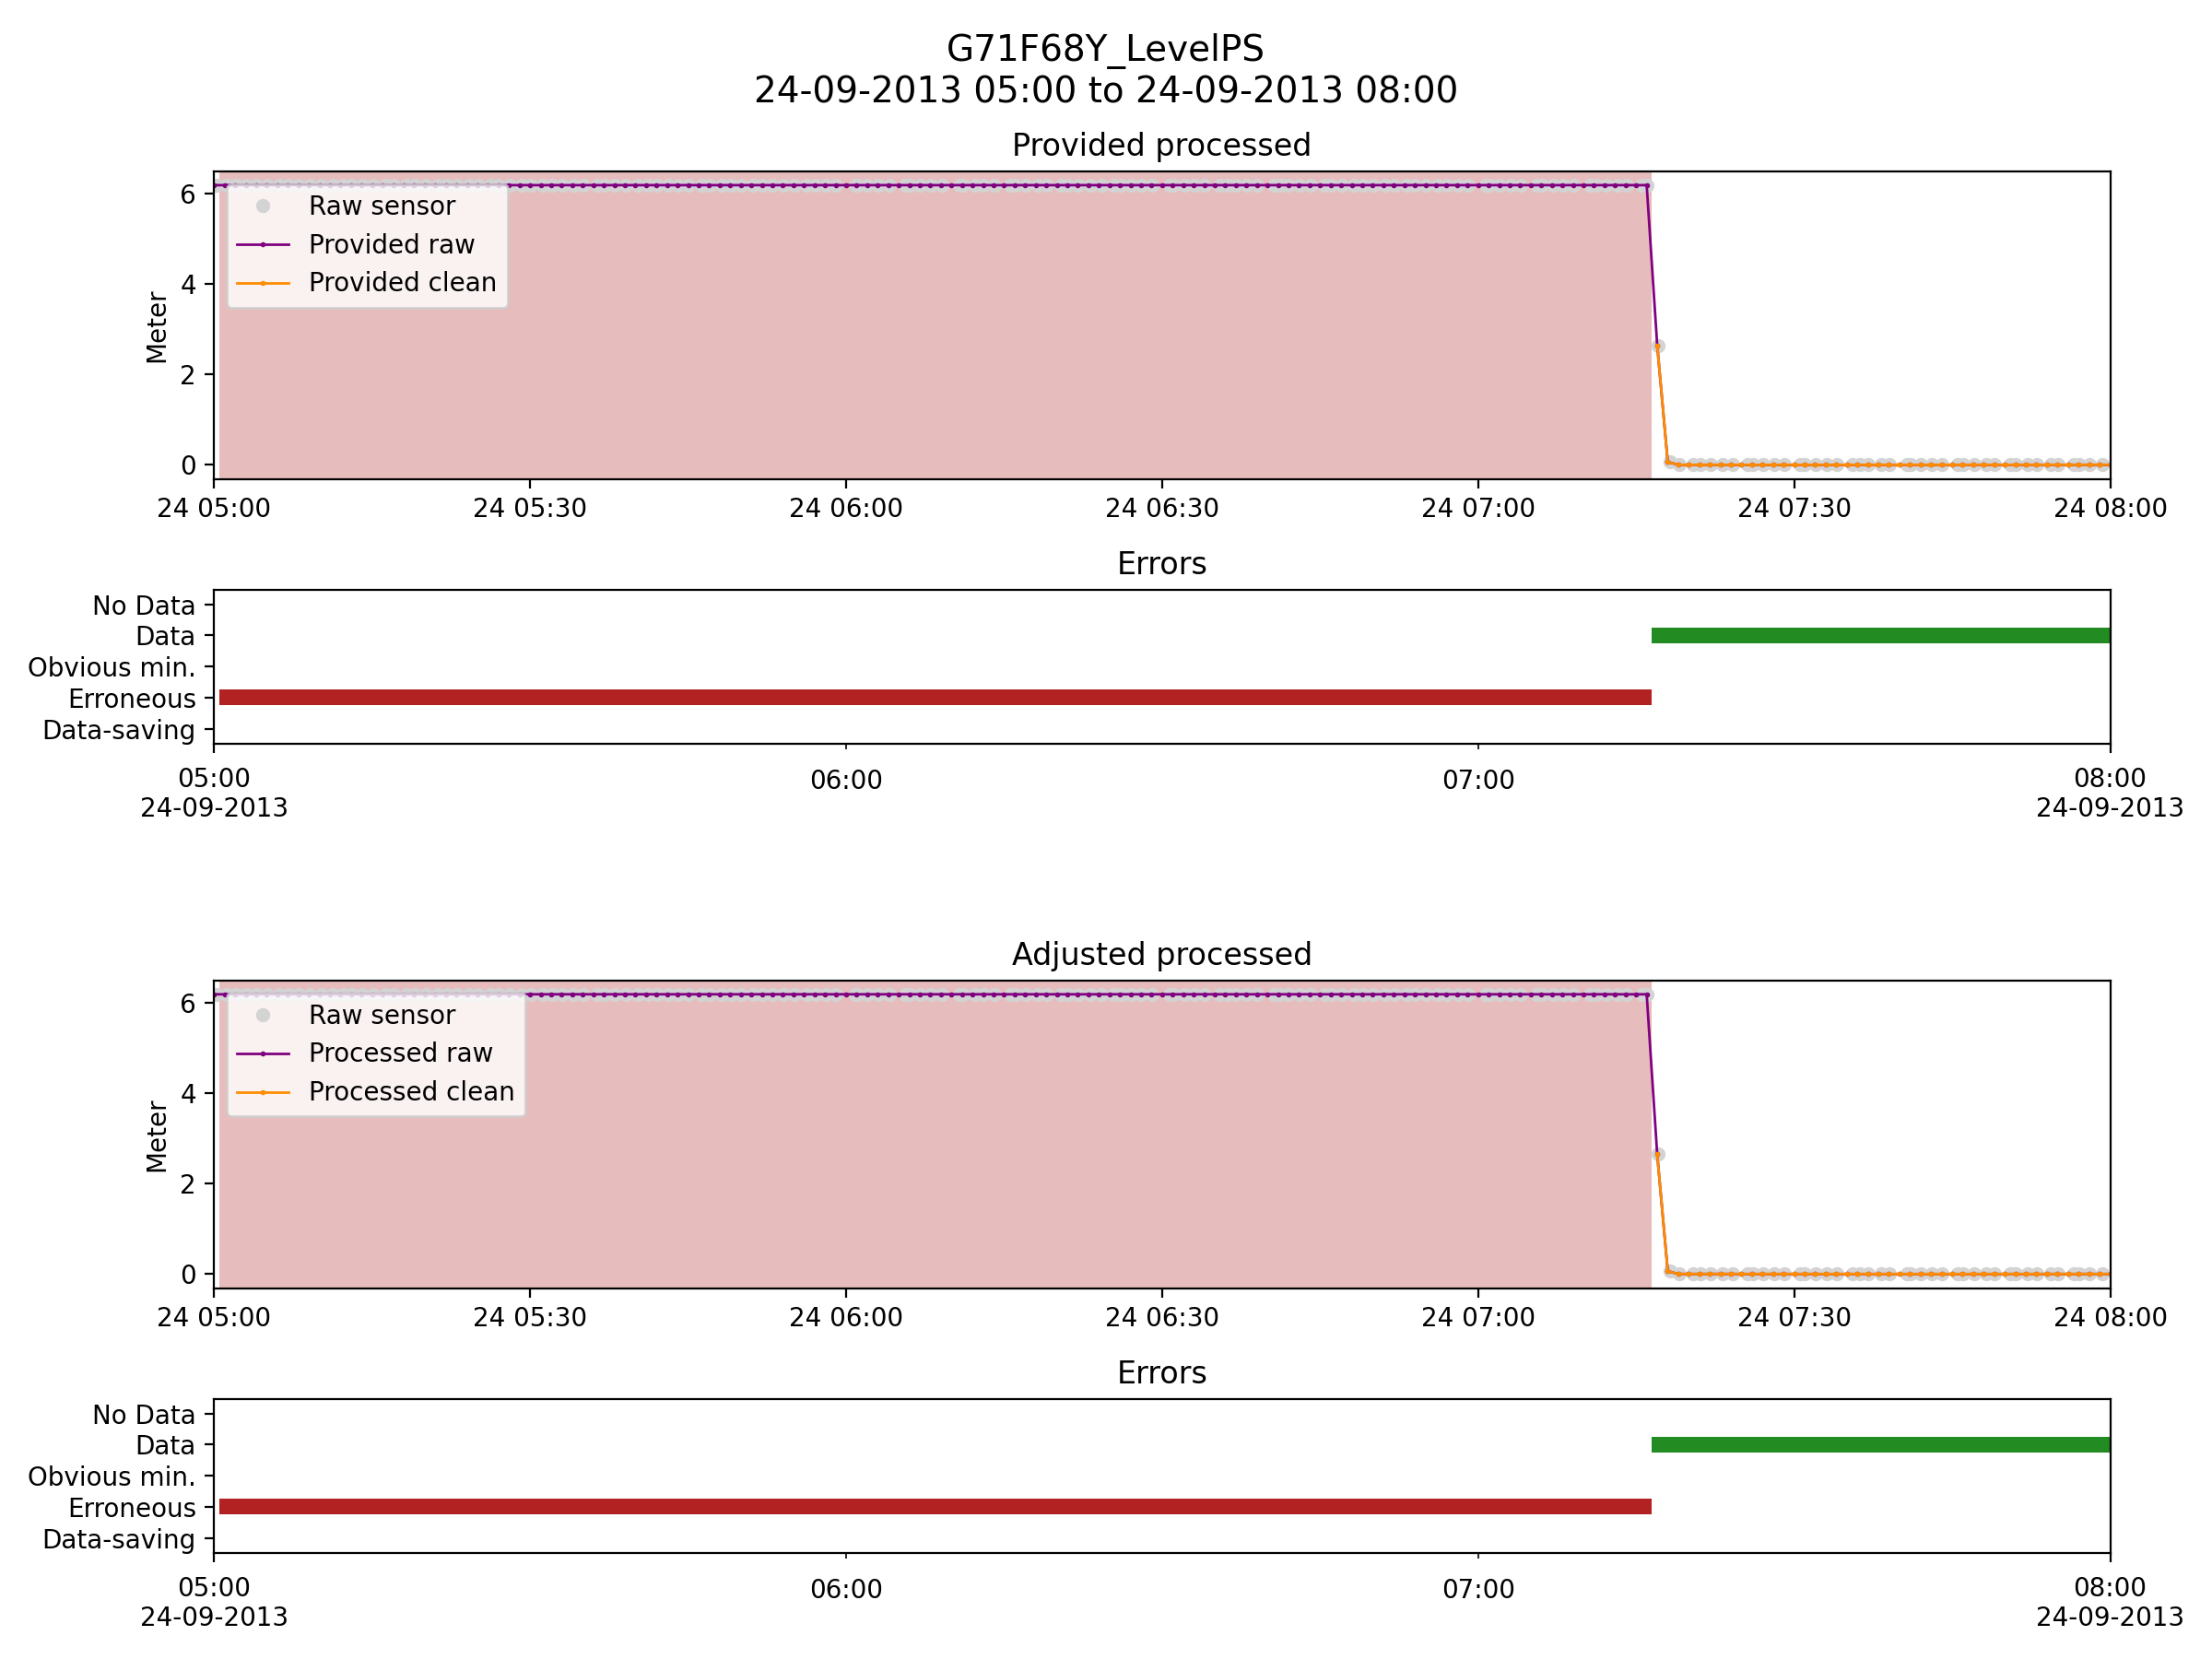 G71F68Y_LevelPS
24-09-2013 05:00 to 24-09-2013 08:00
Provided processed
Meter
6
4
2
0
Raw sensor
Provided raw
Provided clean
24 05:00 24 05:30 24 06:00 24 06:30 24 07:00 24 07:30 24 08:00
Errors
No Data
Data
Obvious min.
Erroneous
Data-saving
05:00 06:00 07:00 08:00
24-09-2013 24-09-2013
Adjusted processed
Meter
6
4
2
0
Raw sensor
Processed raw
Processed clean
24 05:00 24 05:30 24 06:00 24 06:30 24 07:00 24 07:30 24 08:00
Errors
No Data
Data
Obvious min.
Erroneous
Data-saving
05:00 06:00 07:00 08:00
24-09-2013 24-09-2013